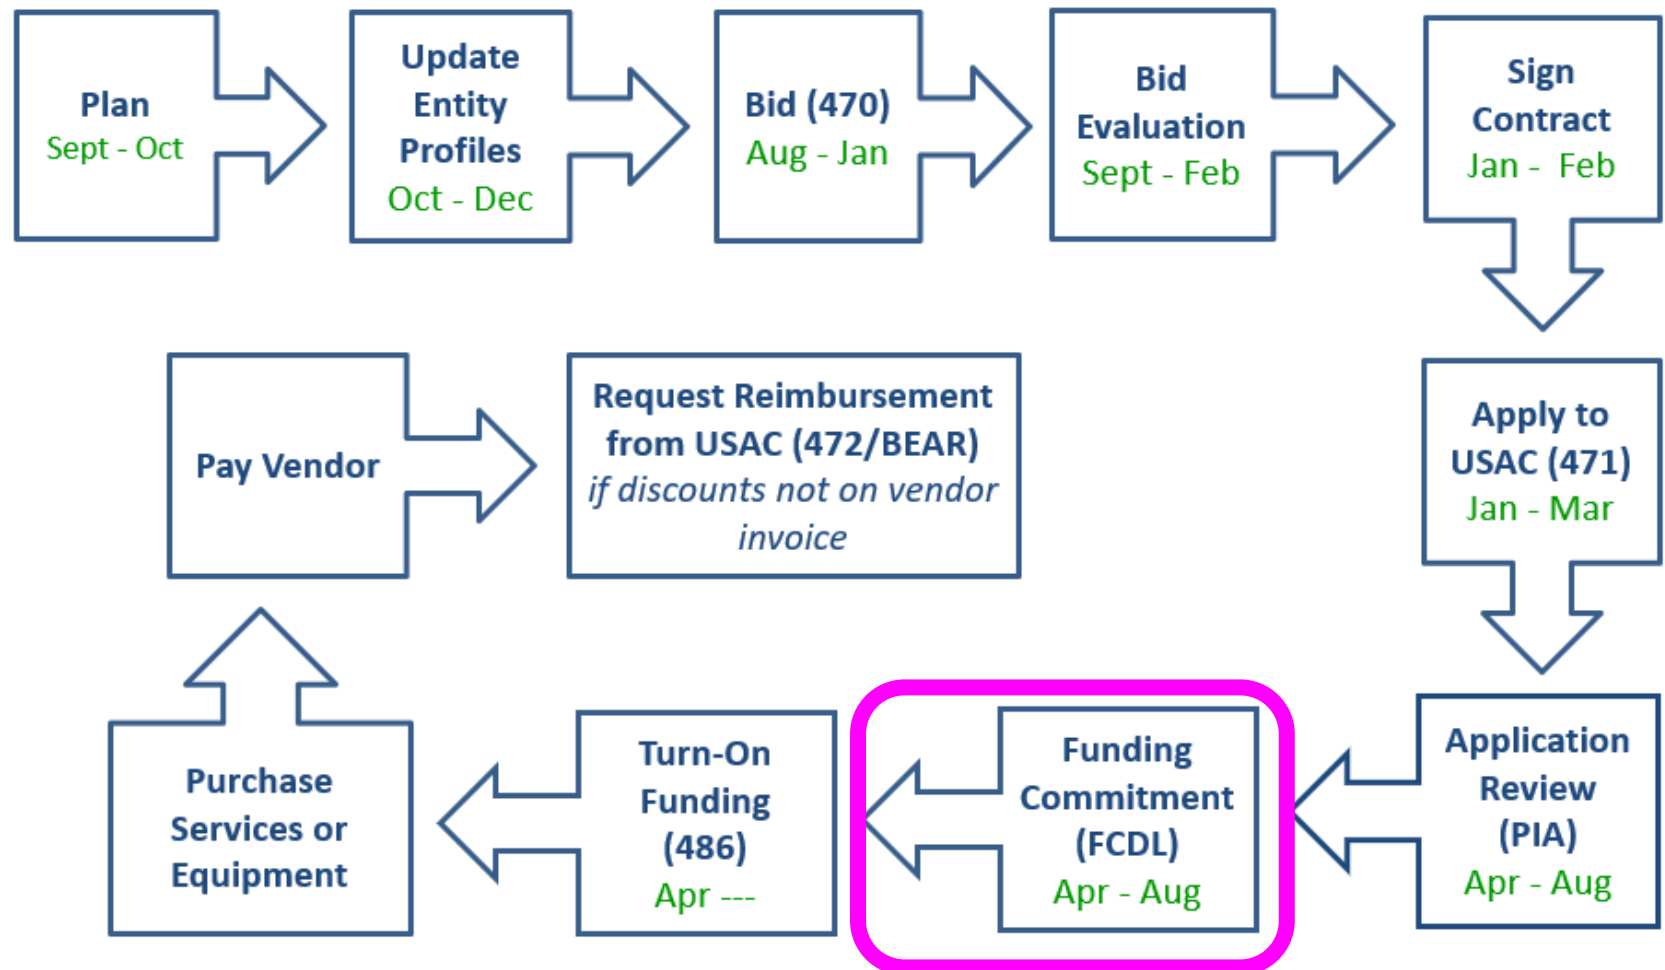 Plan
Sept - Oct
Update
Entity
Profiles
Oct - Dec
Bid (470)
Aug - Jan
Bid
Evaluation
Sept - Feb
Sign
Contract
Jan - Feb
Apply to
USAC (471)
Jan - Mar
Application
Review
(PIA)
Apr - Aug
Funding
Commitment
(FCDL)
Apr - Aug
Turn-On
Funding
(486)
Apr ---
Purchase
Services or
Equipment
Pay Vendor
Request Reimbursement
from USAC (472/BEAR)
if discounts not on vendor
invoice